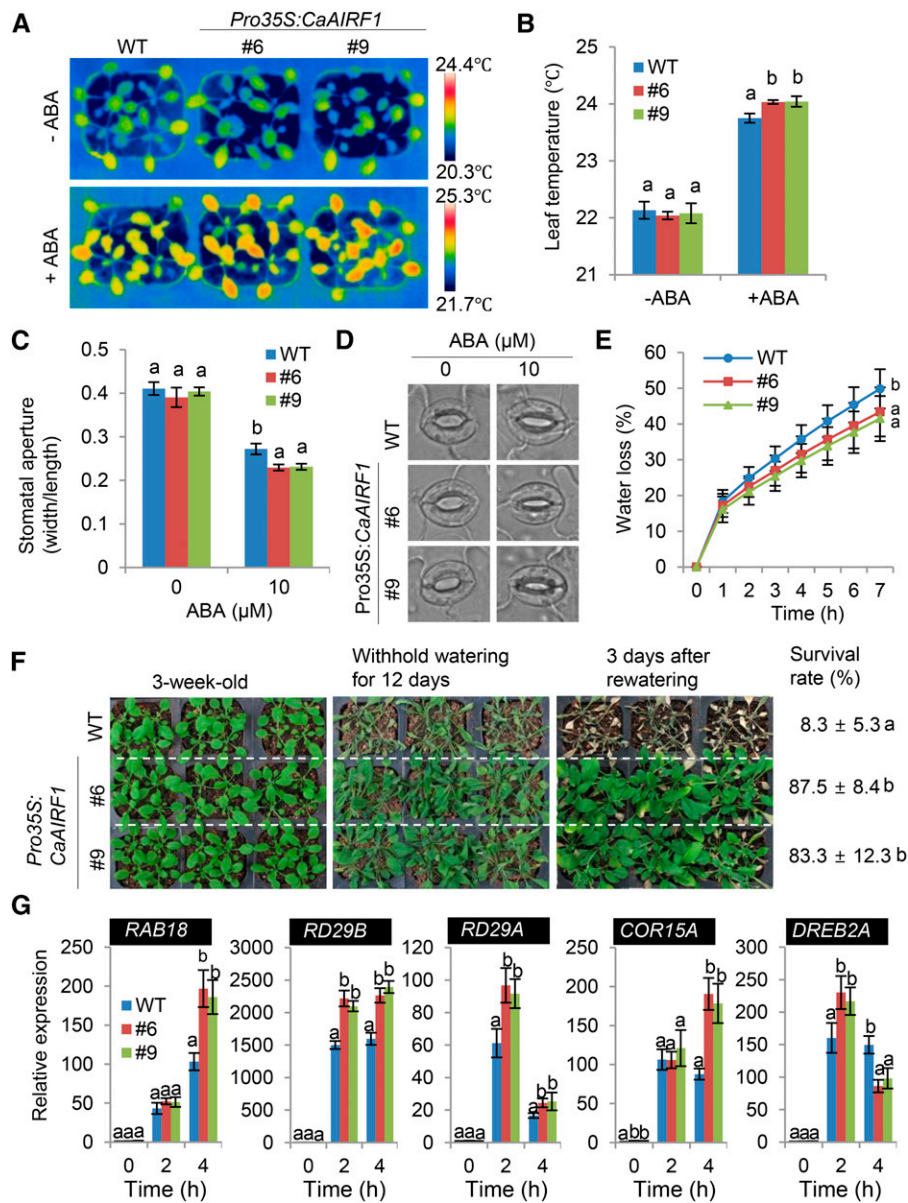 A
Pro35S:CaAIRF1
WT #6 #9
- ABA
24.4℃
20.3℃
+ ABA
25.3℃
21.7℃
B
Leaf temperature (℃)
25
24
23
22
21
WT
#6
#9
a a a
a b b
-ABA +ABA
C
Stomatal aperture
(width/length)
0.5
0.4
0.3
0.2
0.1
0
WT
#6
#9
a a a
b a a
0 10
ABA (µM)
D
ABA (µM)
0 10
WT
#6
#9
Pro35S:CaAIRF1
E
Water loss (%)
60
50
40
30
20
10
0
WT
#6
#9
b
a
a
0 1 2 3 4 5 6 7
Time (h)
F
3-week-old
Withhold watering
for 12 days
3 days after
rewatering
Survival
rate (%)
WT
8.3 ± 5.3 a
Pro35S:
CaAIRF1
#6
87.5 ± 8.4 b
#9
83.3 ± 12.3 b
G
Relative expression
RAB18
250
200
150
100
50
0
WT
#6
#9
aaa
aaa
a b b
0 2 4
Time (h)
RD29B
3000
2500
2000
1500
1000
500
0
aaa
a b b
a b b
0 2 4
Time (h)
RD29A
120
100
80
60
40
20
0
aaa
a b b
a b b
0 2 4
Time (h)
COR15A
250
200
150
100
50
0
abb
a a a
a b b
0 2 4
Time (h)
DREB2A
300
250
200
150
100
50
0
aaa
a b b
b a a
0 2 4
Time (h)